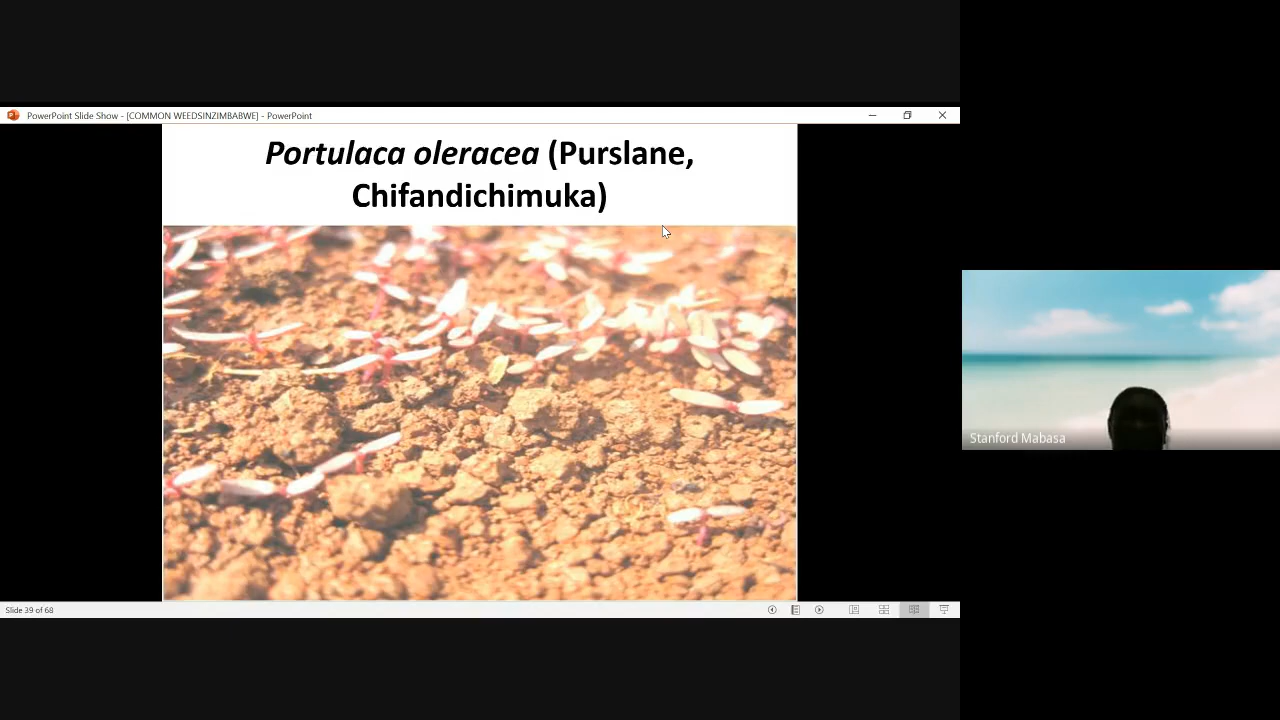 PowerPoint Slide Show - [COMMON WEEDSINZIMBABWE] - PowerPoint
Portulaca oleracea (Purslane,
Chifandichimuka)
Stanford Mabasa
Slide 39 of 68